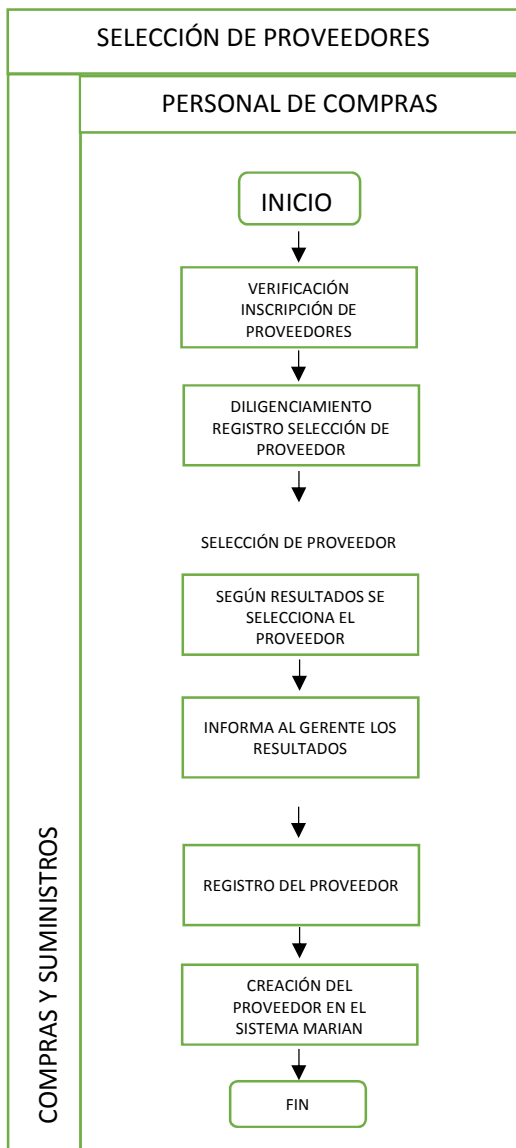 SELECCIÓN DE PROVEEDORES
PERSONAL DE COMPRAS
INICIO
VERIFICACIÓN
INSCRIPCIÓN DE
PROVEEDORES
DILIGENCIAMIENTO
REGISTRO SELECCIÓN DE
PROVEEDOR
SELECCIÓN DE PROVEEDOR
SEGÚN RESULTADOS SE
SELECCIONA EL
PROVEEDOR
INFORMA AL GERENTE LOS
RESULTADOS
REGISTRO DEL PROVEEDOR
CREACIÓN DEL
PROVEEDOR EN EL
SISTEMA MARIAN
FIN
COMPRAS Y SUMINISTROS